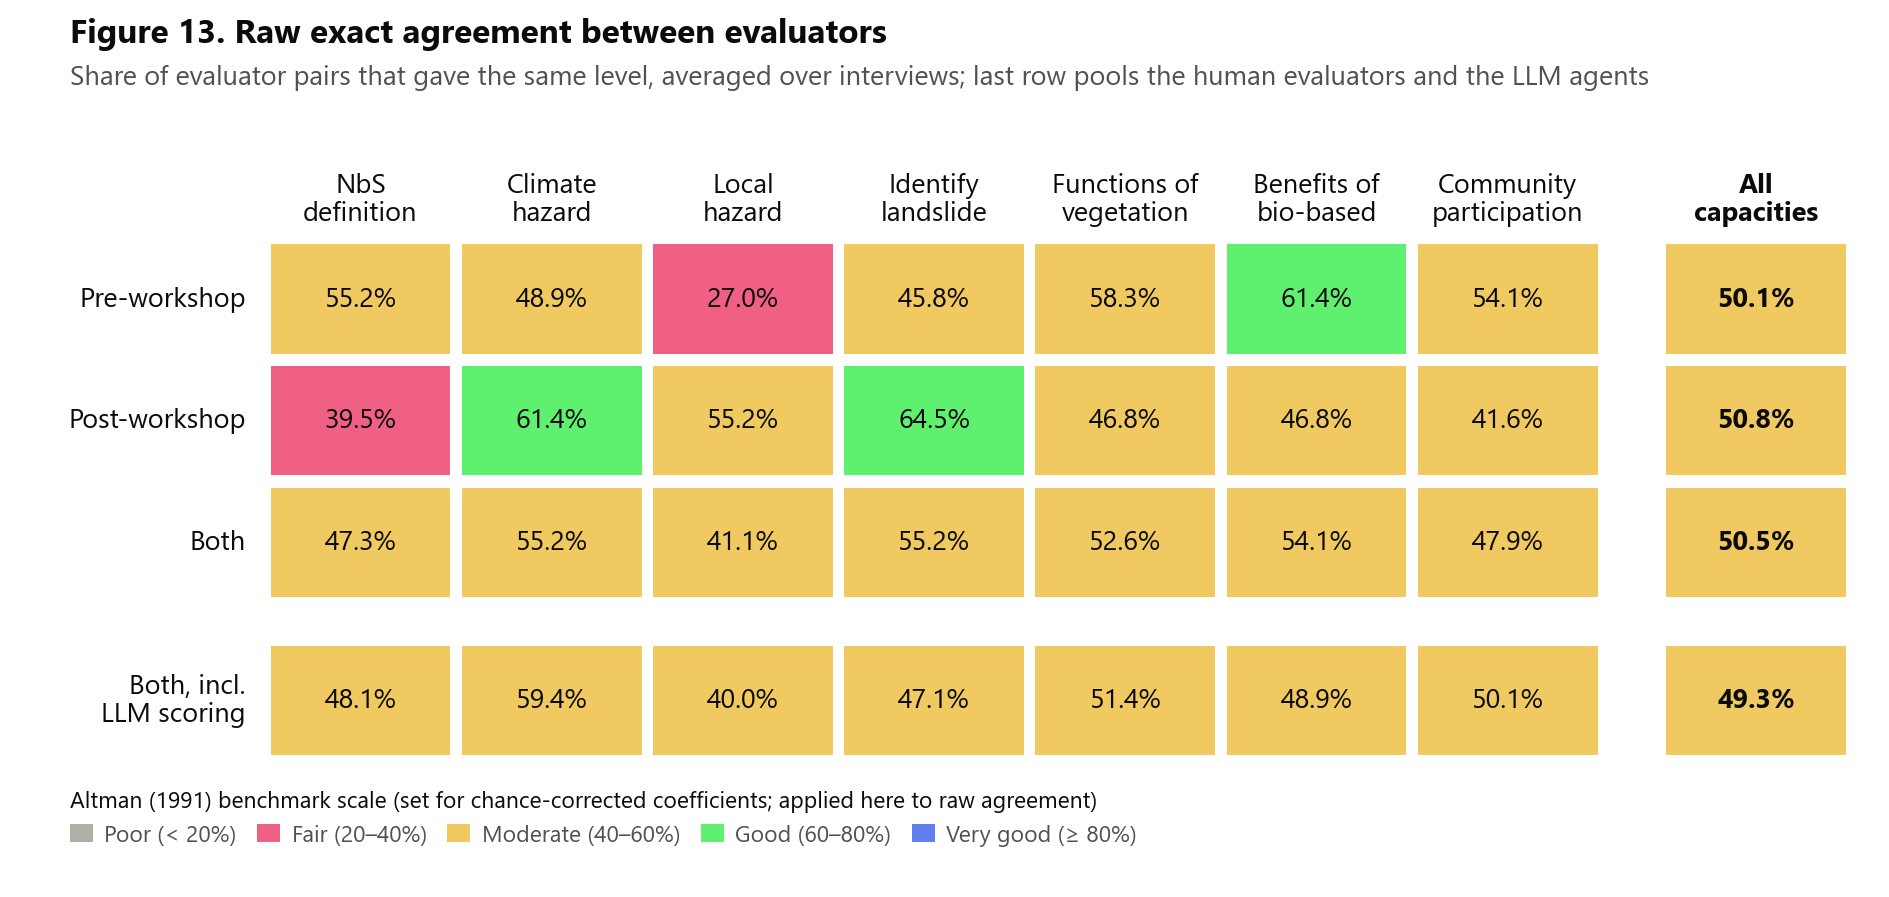 Figure 13. Raw exact agreement between evaluators
Share of evaluator pairs that gave the same level, averaged over interviews; last row pools the human evaluators and the LLM agents
NbS definition
Climate hazard
Local hazard
Identify landslide
Functions of vegetation
Benefits of bio-based
Community participation
All capacities
Pre-workshop 55.2% 48.9% 27.0% 45.8% 58.3% 61.4% 54.1% 50.1%
Post-workshop 39.5% 61.4% 55.2% 64.5% 46.8% 46.8% 41.6% 50.8%
Both 47.3% 55.2% 41.1% 55.2% 52.6% 54.1% 47.9% 50.5%
Both, incl.
LLM scoring 48.1% 59.4% 40.0% 47.1% 51.4% 48.9% 50.1% 49.3%
Altman (1991) benchmark scale (set for chance-corrected coefficients; applied here to raw agreement)
Poor (< 20%) Fair (20–40%) Moderate (40–60%) Good (60–80%) Very good (≥ 80%)